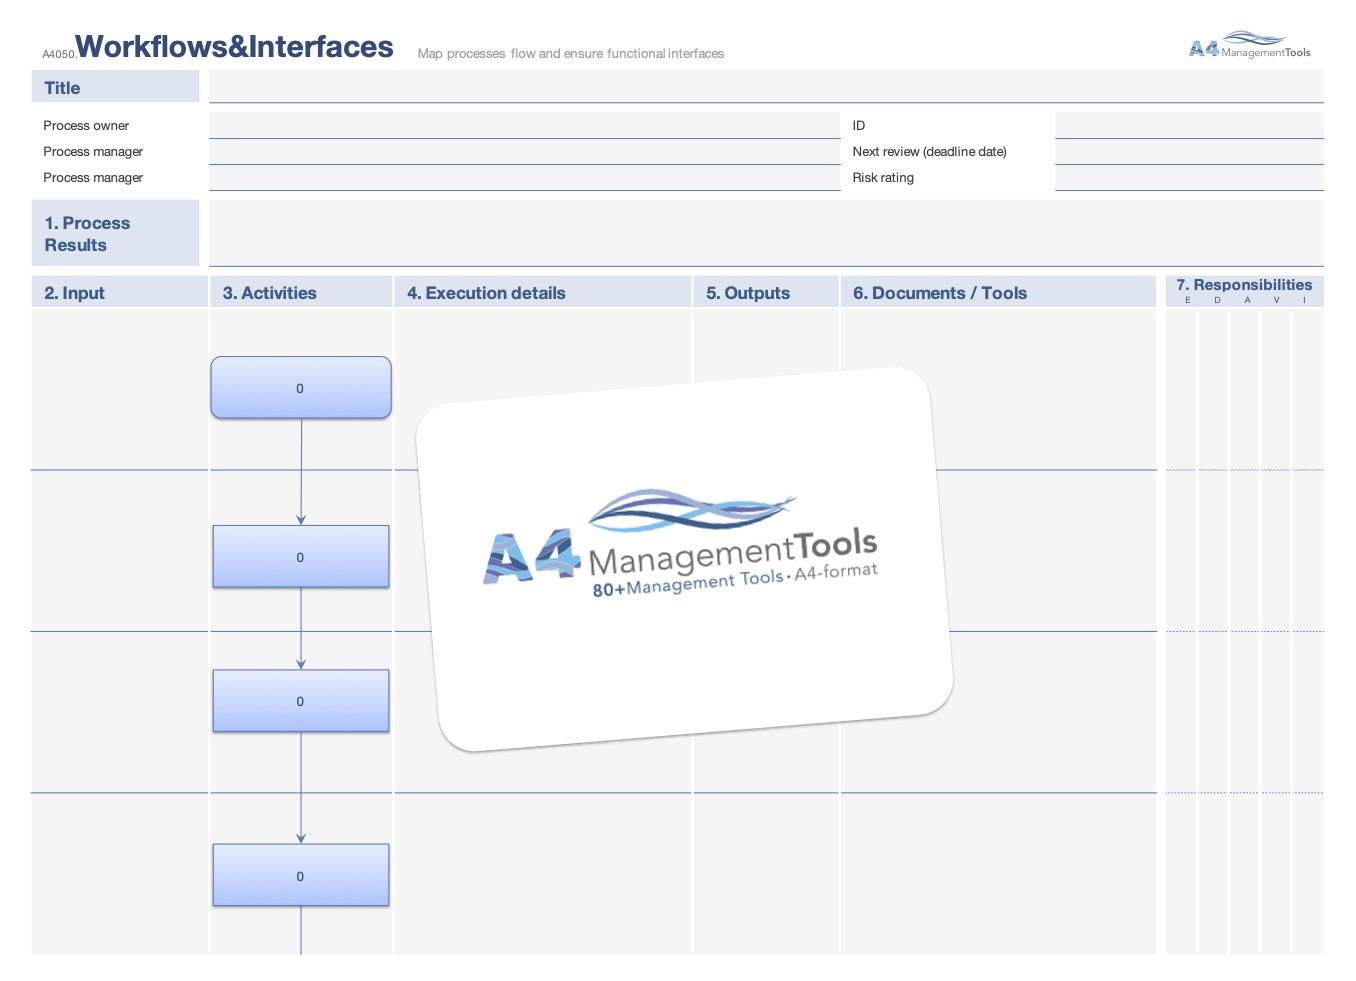 A4050.Workflows&Interfaces Map processes flow and ensure functional interfaces A4 ManagementTools
Title
Process owner ID
Process manager Next review (deadline date)
Process manager Risk rating
1. Process
Results
2. Input 3. Activities 4. Execution details 5. Outputs 6. Documents / Tools 7. Responsibilities
E D A V I
0
0
A4 ManagementTools
80+Management Tools · A4-format
0
0